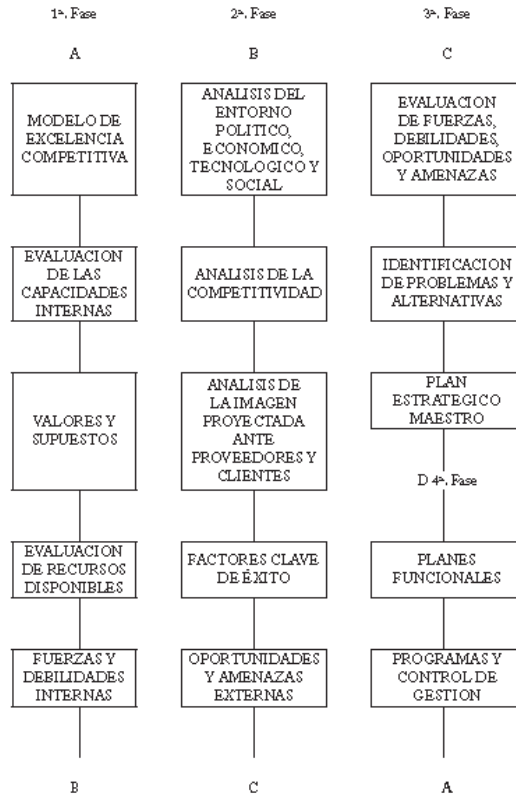 1ª. Fase
A
MODELO DE
EXCELENCIA
COMPETITIVA
EVALUACION
DE LAS
CAPACIDADES
INTERNAS
VALORES Y
SUPUESTOS
EVALUACION
DE RECURSOS
DISPONIBLES
FUERZAS Y
DEBILIDADES
INTERNAS
B
2ª. Fase
B
ANALISIS DEL
ENTORNO
POLITICO,
ECONOMICO,
TECNOLOGICO Y
SOCIAL
ANALISIS DE LA
COMPETITIVIDAD
ANALISIS DE
LA IMAGEN
PROYECTADA
ANTE
PROVEEDORES Y
CLIENTES
FACTORES CLAVE
DE ÉXITO
OPORTUNIDADES
Y AMENAZAS
EXTERNAS
C
3ª. Fase
C
EVALUACION
DE FUERZAS,
DEBILIDADES,
OPORTUNIDADES
Y AMENAZAS
IDENTIFICACION
DE PROBLEMAS Y
ALTERNATIVAS
PLAN
ESTRATEGICO
MAESTRO
D 4ª. Fase
PLANES
FUNCIONALES
PROGRAMAS Y
CONTROL DE
GESTION
A